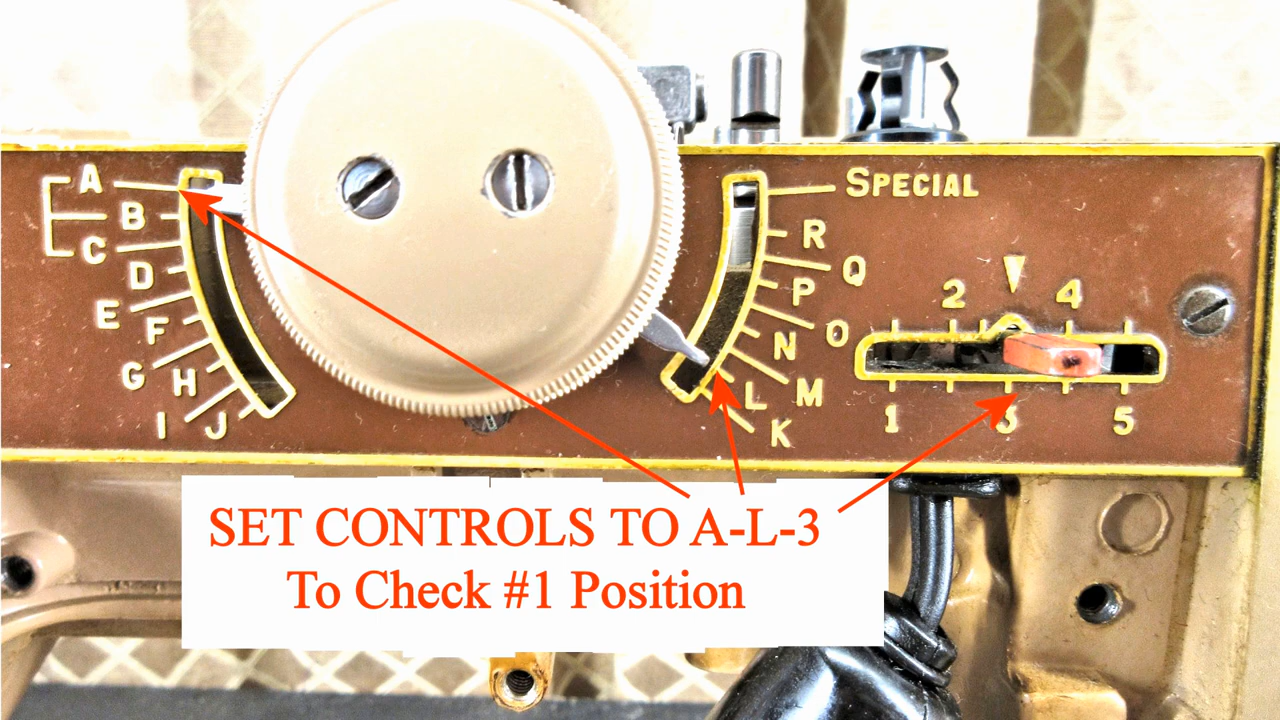 A
B
C
D
E
F
G
H
I
J
SPECIAL
R
Q
P
O
N
M
L
K
2
4
1
3
5
SET CONTROLS TO A-L-3
To Check #1 Position